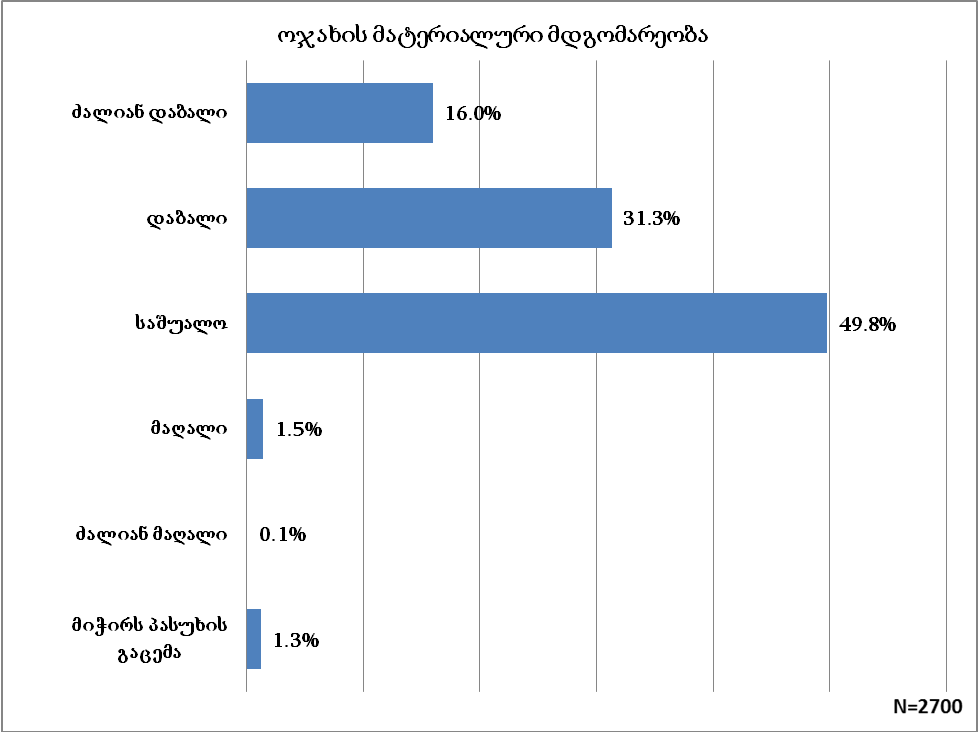 ოჯახის მატერიალური მდგომარეობა
ძალიან დაბალი
16.0%
დაბალი
31.3%
საშუალო
49.8%
მაღალი
1.5%
ძალიან მაღალი
0.1%
მიჭირს პასუხის
გაცემა
1.3%
N=2700